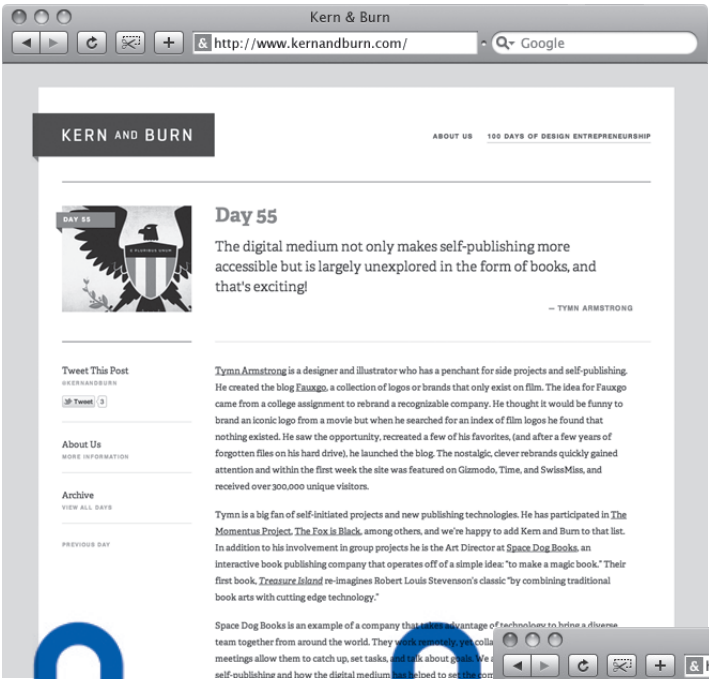 Kern & Burn
& http://www.kernandburn.com/
Google
KERN AND BURN
ABOUT US
100 DAYS OF DESIGN ENTREPRENEURSHIP
DAY 55
E PLURIBUS UNUM
Day 55
The digital medium not only makes self-publishing more
accessible but is largely unexplored in the form of books, and
that's exciting!
— TYMN ARMSTRONG
Tweet This Post
@KERNANDBURN
Tweet 3
About Us
MORE INFORMATION
Archive
VIEW ALL DAYS
PREVIOUS DAY
Tymn Armstrong is a designer and illustrator who has a penchant for side projects and self-publishing.
He created the blog Fauxgo, a collection of logos or brands that only exist on film. The idea for Fauxgo
came from a college assignment to rebrand a recognizable company. He thought it would be funny to
brand an iconic logo from a movie but when he searched for an index of film logos he found that
nothing existed. He saw the opportunity, recreated a few of his favorites, (and after a few years of
forgotten files on his hard drive), he launched the blog. The nostalgic, clever rebrands quickly gained
attention and within the first week the site was featured on Gizmodo, Time, and SwissMiss, and
received over 300,000 unique visitors.
Tymn is a big fan of self-initiated projects and new publishing technologies. He has participated in The
Momentus Project, The Fox is Black, among others, and we're happy to add Kern and Burn to that list.
In addition to his involvement in group projects he is the Art Director at Space Dog Books, an
interactive book publishing company that operates off of a simple idea: "to make a magic book." Their
first book, Treasure Island re-imagines Robert Louis Stevenson's classic "by combining traditional
book arts with cutting edge technology."
Space Dog Books is an example of a company that takes advantage of technology to bring a diverse
team together from around the world. They work remotely, yet colla
meetings allow them to catch up, set tasks, and talk about goals. We a
self-publishing and how the digital medium has helped to set the com
&